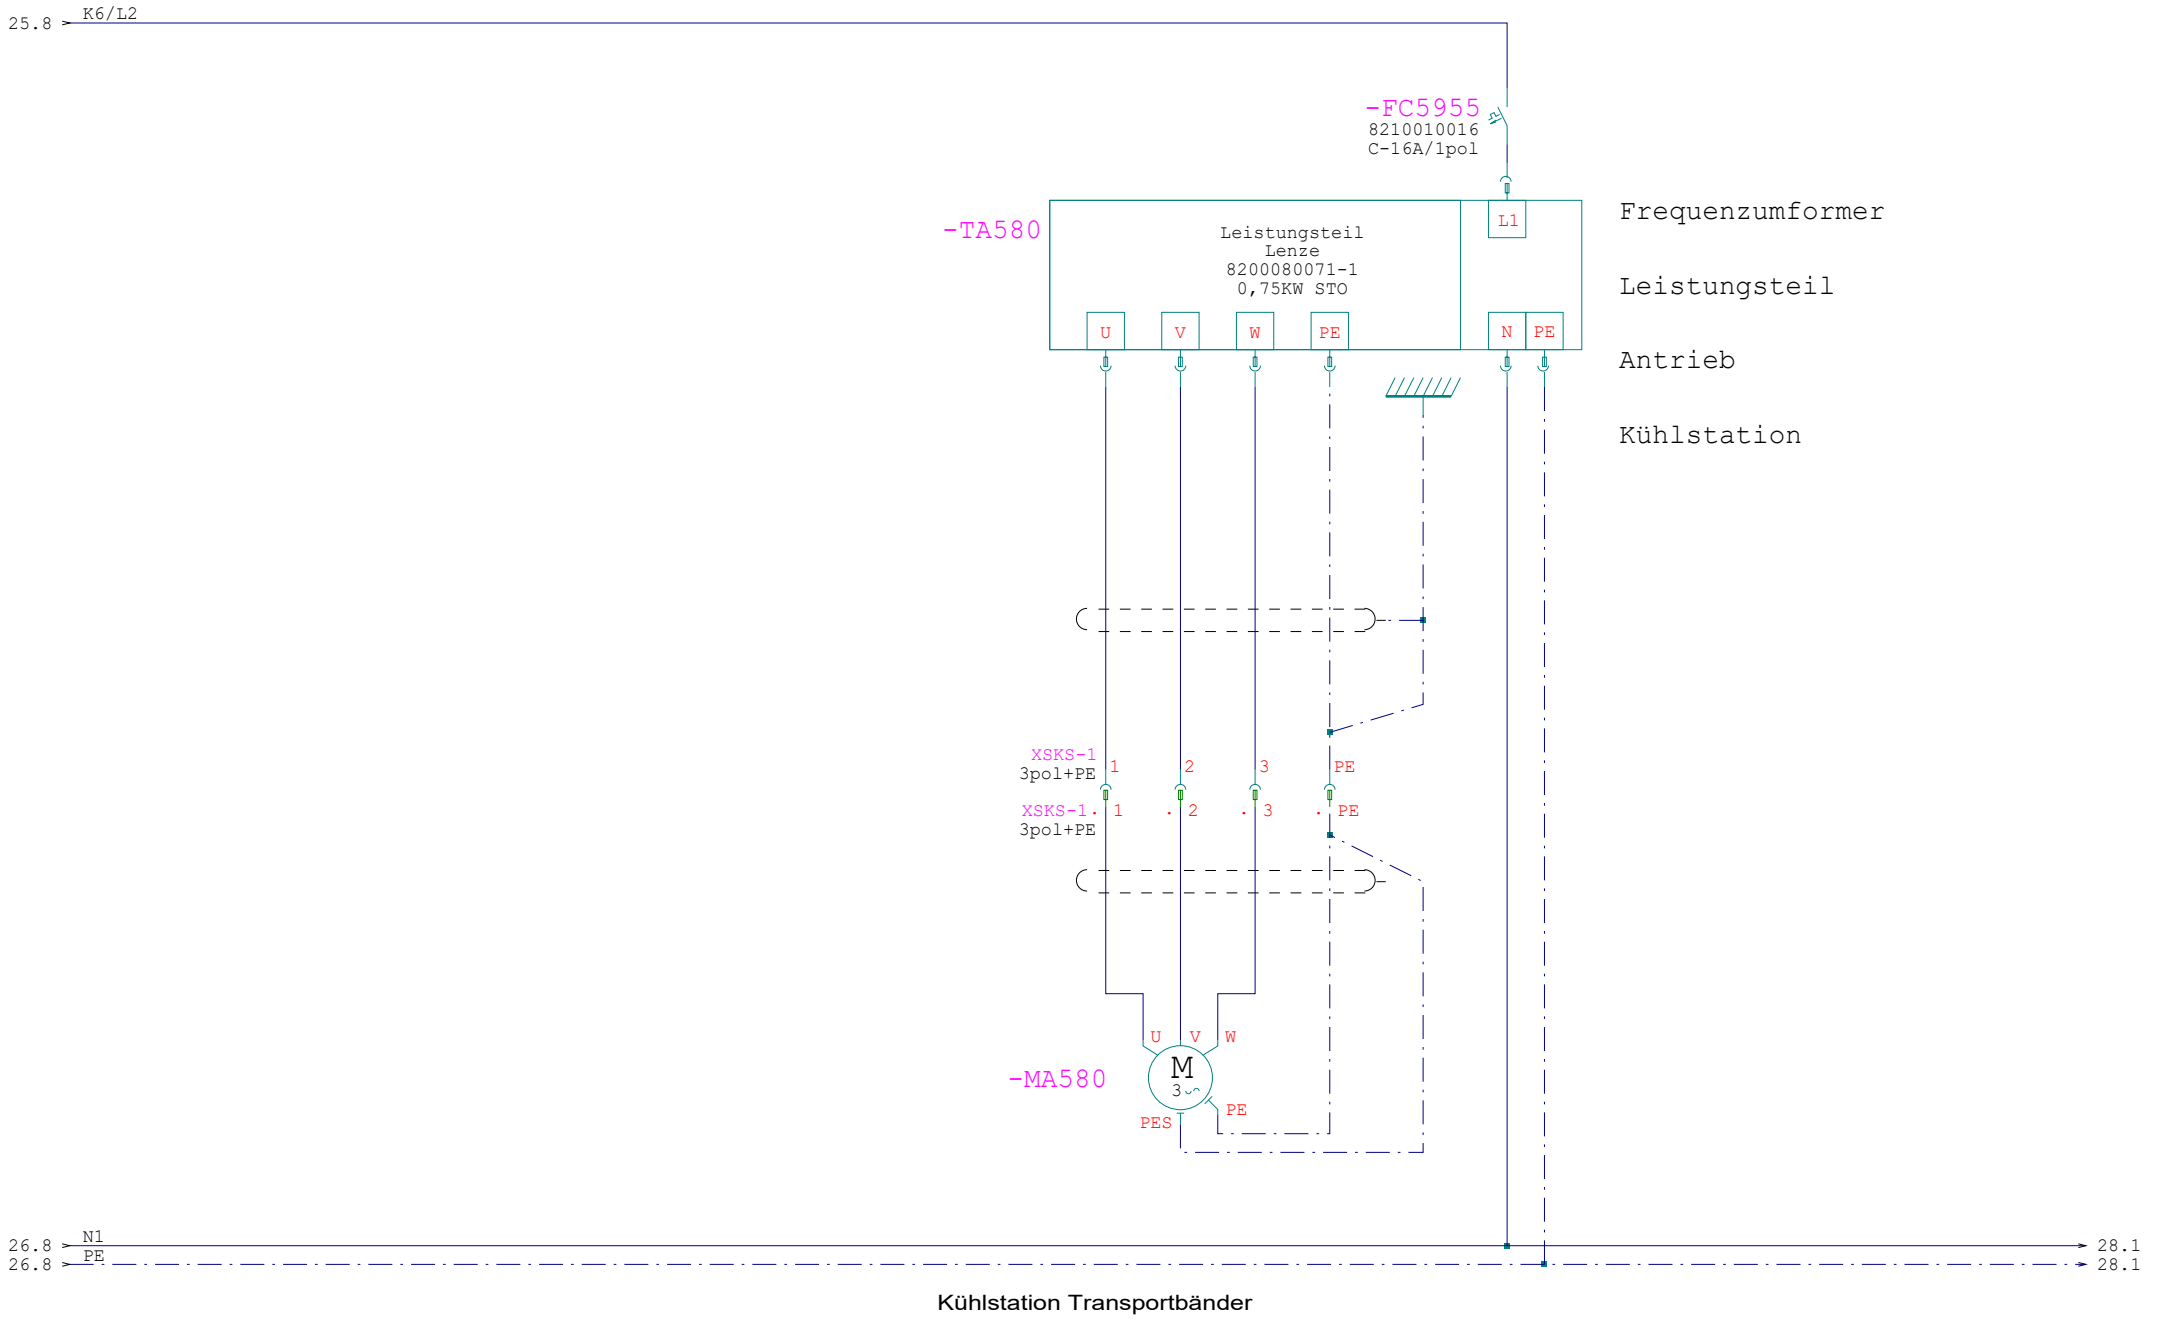 K6/L2
25.8
-FC5955
8210010016
C-16A/1pol
-TA580
Leistungsteil
Lenze
8200080071-1
0,75KW STO
L1
Frequenzumformer
Leistungsteil
Antrieb
Kühlstation
U V W PE N PE
XSKS-1
3pol+PE
1 2 3 PE
XSKS-1
3pol+PE
. 1 . 2 . 3 . PE
U V W
-MA580
M
3~
PE
PES
N1
26.8 28.1
PE
26.8 28.1
Kühlstation Transportbänder